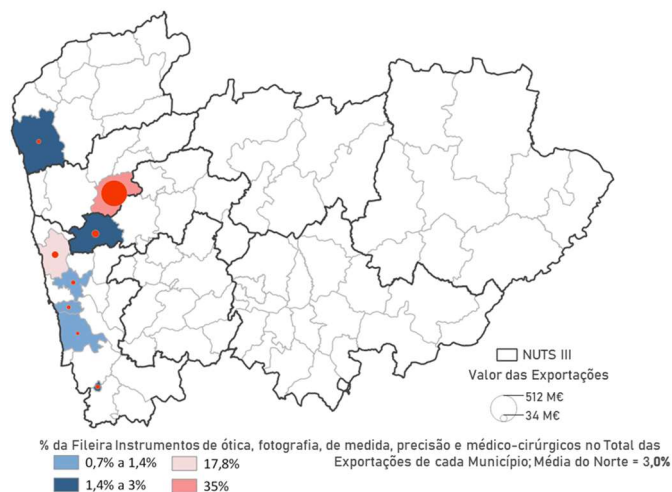 NUTS III
Valor das Exportações
512 M€
34 M€
% da Fileira Instrumentos de ótica, fotografia, de medida, precisão e médico-cirúrgicos no Total das
Exportações de cada Município; Média do Norte = 3,0%
0,7% a 1,4%
17,8%
1,4% a 3%
35%